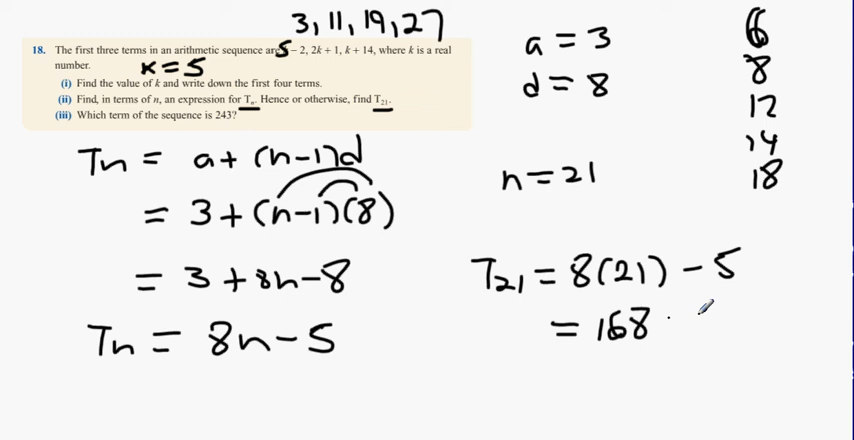 3, 11, 19, 27
18. The first three terms in an arithmetic sequence are 5 – 2, 2k + 1, k + 14, where k is a real
number. k = 5
(i) Find the value of k and write down the first four terms.
(ii) Find, in terms of n, an expression for Tn. Hence or otherwise, find T21.
(iii) Which term of the sequence is 243?
Tn = a + (n-1)d
= 3 + (n-1)(8)
= 3 + 8n - 8
Tn = 8n - 5
a = 3
d = 8
n = 21
T21 = 8(21) - 5
= 168
6
8
12
14
18